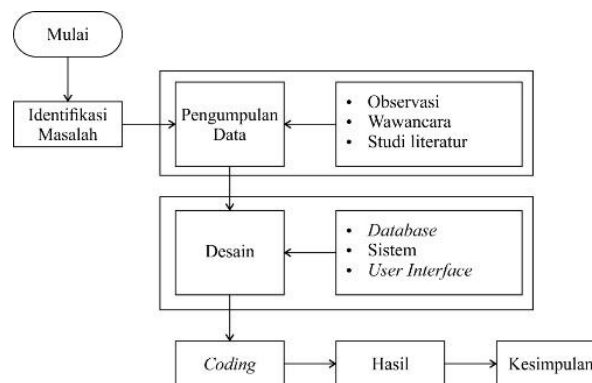 Mulai
Identifikasi
Masalah
Pengumpulan
Data
• Observasi
• Wawancara
• Studi literatur
Desain
• Database
• Sistem
• User Interface
Coding
Hasil
Kesimpulan